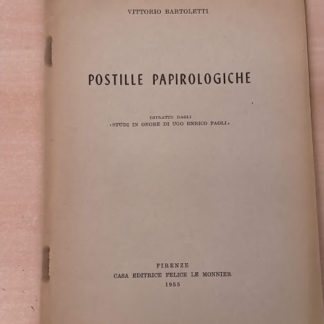 VITTORIO BARTOLETTI
POSTILLE PAPIROLOGICHE
ESTRATTO DAGLI
«STUDI IN ONORE DI UGO ENRICO PAOLI»
FIRENZE
CASA EDITRICE FELICE LE MONNIER
1955